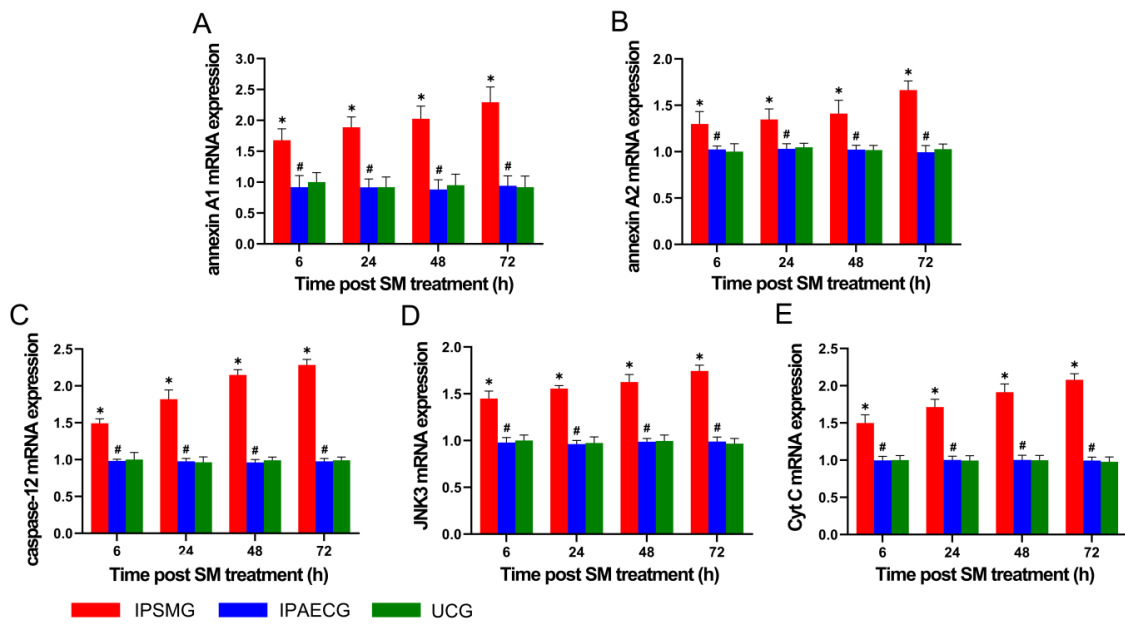 A
annexin A1 mRNA expression
3.0
2.5
2.0
1.5
1.0
0.5
0.0
* * * *
# # # #
6 24 48 72
Time post SM treatment (h)
B
annexin A2 mRNA expression
2.0
1.5
1.0
0.5
0.0
* * * *
# # # #
6 24 48 72
Time post SM treatment (h)
C
caspase-12 mRNA expression
2.5
2.0
1.5
1.0
0.5
0.0
* * * *
# # # #
6 24 48 72
Time post SM treatment (h)
D
JNK3 mRNA expression
2.0
1.5
1.0
0.5
0.0
* * * *
# # # #
6 24 48 72
Time post SM treatment (h)
E
Cyt C mRNA expression
2.5
2.0
1.5
1.0
0.5
0.0
* * * *
# # # #
6 24 48 72
Time post SM treatment (h)
IPSMG IPAECG UCG